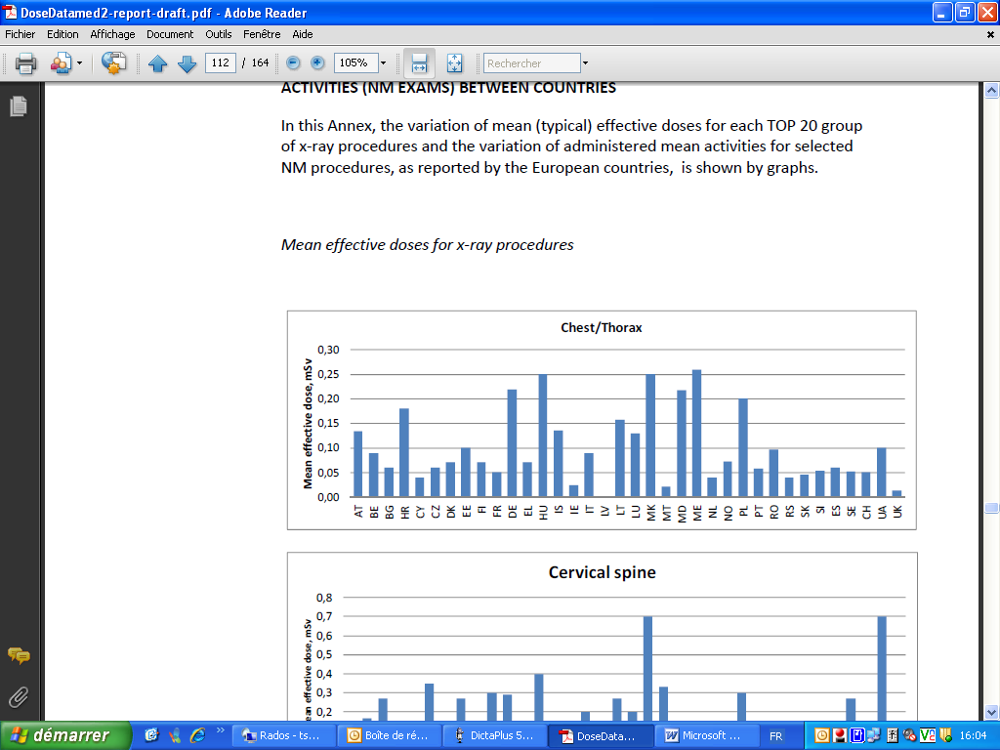 DoseDatamed2-report-draft.pdf - Adobe Reader
Fichier Edition Affichage Document Outils Fenêtre Aide
112 / 164 105% Rechercher
ACTIVITIES (NM EXAMS) BETWEEN COUNTRIES
In this Annex, the variation of mean (typical) effective doses for each TOP 20 group
of x-ray procedures and the variation of administered mean activities for selected
NM procedures, as reported by the European countries, is shown by graphs.
Mean effective doses for x-ray procedures
Chest/Thorax
Mean effective dose, mSv
0,30
0,25
0,20
0,15
0,10
0,05
0,00
AT BE BG HR CY CZ DK EE FI FR DE EL HU IS IE IT LV LT LU MK MT MD ME NL NO PL PT RO RS SK SI ES SE CH UA UK
Cervical spine
ean effective dose, mSv
0,8
0,7
0,6
0,5
0,4
0,3
0,2
démarrer Rados - ts... Boîte de ré... DictaPlus 5... DoseData... Microsoft ... FR 16:04